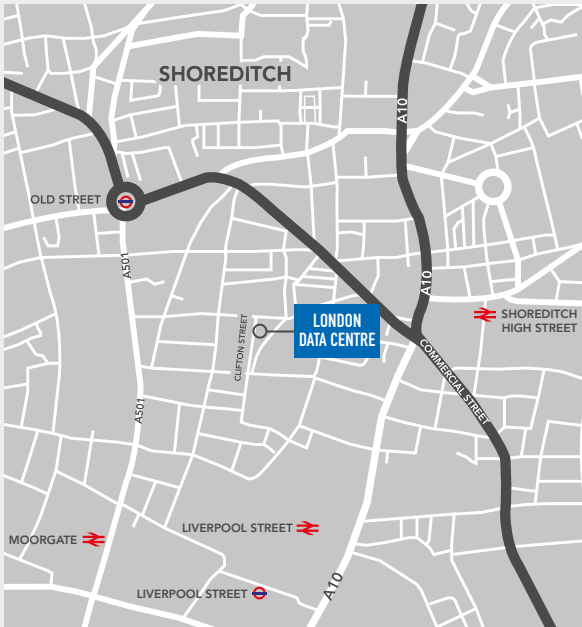 SHOREDITCH
A10
OLD STREET
A501
A10
SHOREDITCH
HIGH STREET
LONDON
DATA CENTRE
CLIFTON STREET
COMMERCIAL STREET
A501
LIVERPOOL STREET
MOORGATE
LIVERPOOL STREET
A10